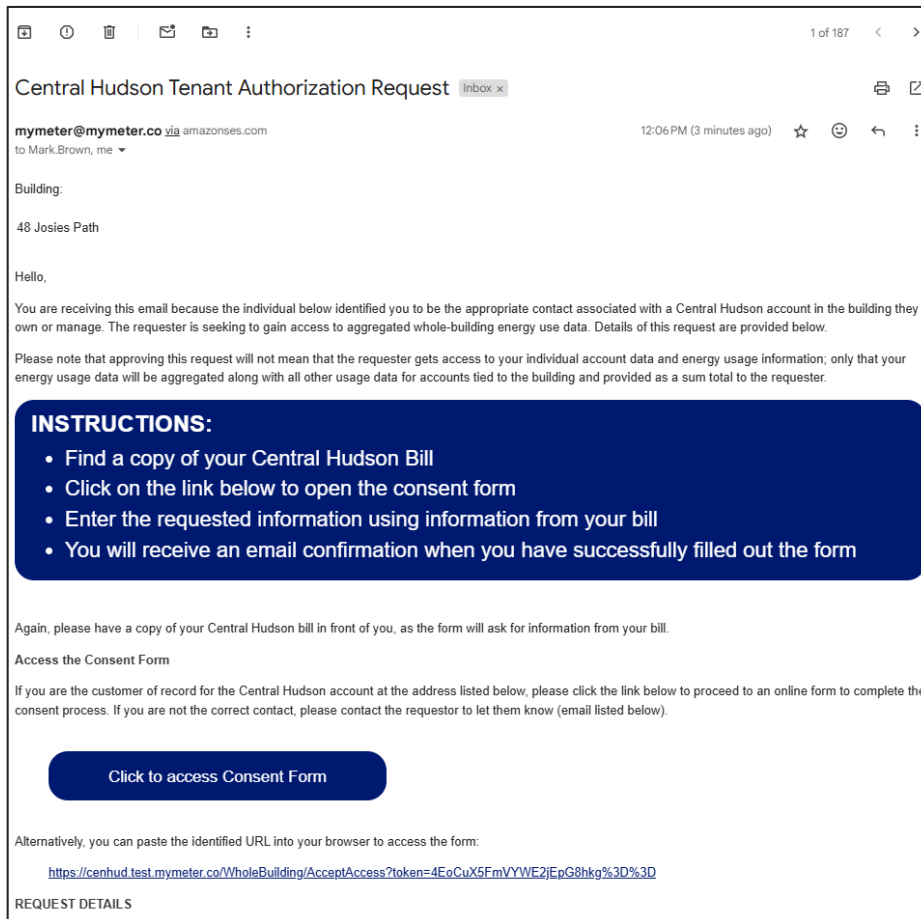 1 of 187
Central Hudson Tenant Authorization Request Inbox x
mymeter@mymeter.co via amazonses.com 12:06 PM (3 minutes ago)
to Mark.Brown, me
Building:
48 Josies Path
Hello,
You are receiving this email because the individual below identified you to be the appropriate contact associated with a Central Hudson account in the building they
own or manage. The requester is seeking to gain access to aggregated whole-building energy use data. Details of this request are provided below.
Please note that approving this request will not mean that the requester gets access to your individual account data and energy usage information; only that your
energy usage data will be aggregated along with all other usage data for accounts tied to the building and provided as a sum total to the requester.
INSTRUCTIONS:
• Find a copy of your Central Hudson Bill
• Click on the link below to open the consent form
• Enter the requested information using information from your bill
• You will receive an email confirmation when you have successfully filled out the form
Again, please have a copy of your Central Hudson bill in front of you, as the form will ask for information from your bill.
Access the Consent Form
If you are the customer of record for the Central Hudson account at the address listed below, please click the link below to proceed to an online form to complete the
consent process. If you are not the correct contact, please contact the requestor to let them know (email listed below).
Click to access Consent Form
Alternatively, you can paste the identified URL into your browser to access the form:
https://cenhud.test.mymeter.co/WholeBuilding/AcceptAccess?token=4EoCuX5FmVYWE2jEpG8hkg%3D%3D
REQUEST DETAILS